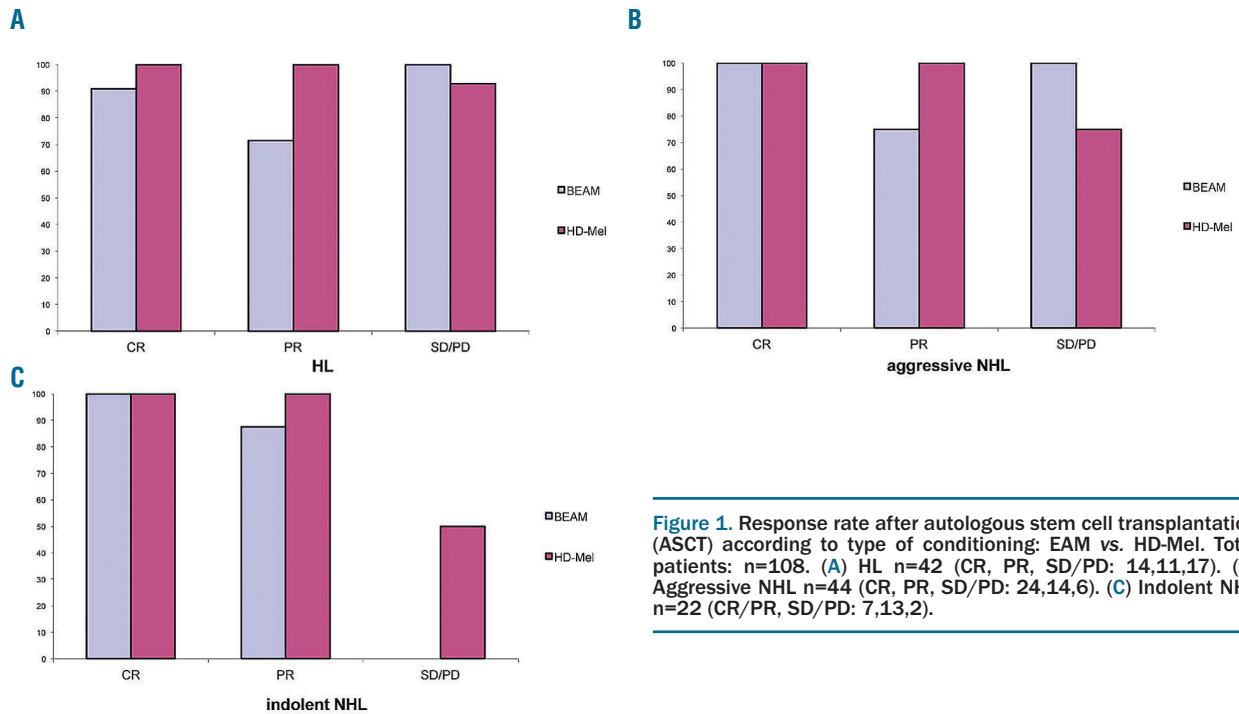 A
100
90
80
70
60
50
40
30
20
10
0
CR
PR
SD/PD
HL
BEAM
HD-Mel
B
100
90
80
70
60
50
40
30
20
10
0
CR
PR
SD/PD
aggressive NHL
BEAM
HD-Mel
C
100
90
80
70
60
50
40
30
20
10
0
CR
PR
SD/PD
indolent NHL
BEAM
HD-Mel
Figure 1. Response rate after autologous stem cell transplantatio
(ASCT) according to type of conditioning: EAM vs. HD-Mel. Tot
patients: n=108. (A) HL n=42 (CR, PR, SD/PD: 14,11,17). (
Aggressive NHL n=44 (CR, PR, SD/PD: 24,14,6). (C) Indolent NH
n=22 (CR/PR, SD/PD: 7,13,2).